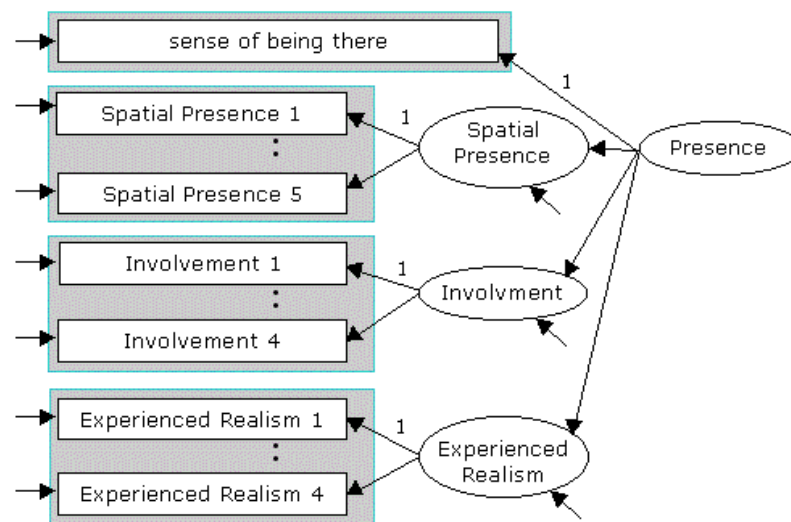 sense of being there
1
Spatial Presence 1
1
Spatial
Presence
Presence
Spatial Presence 5
Involvement 1
1
Involvment
Involvement 4
Experienced Realism 1
1
Experienced
Realism
Experienced Realism 4